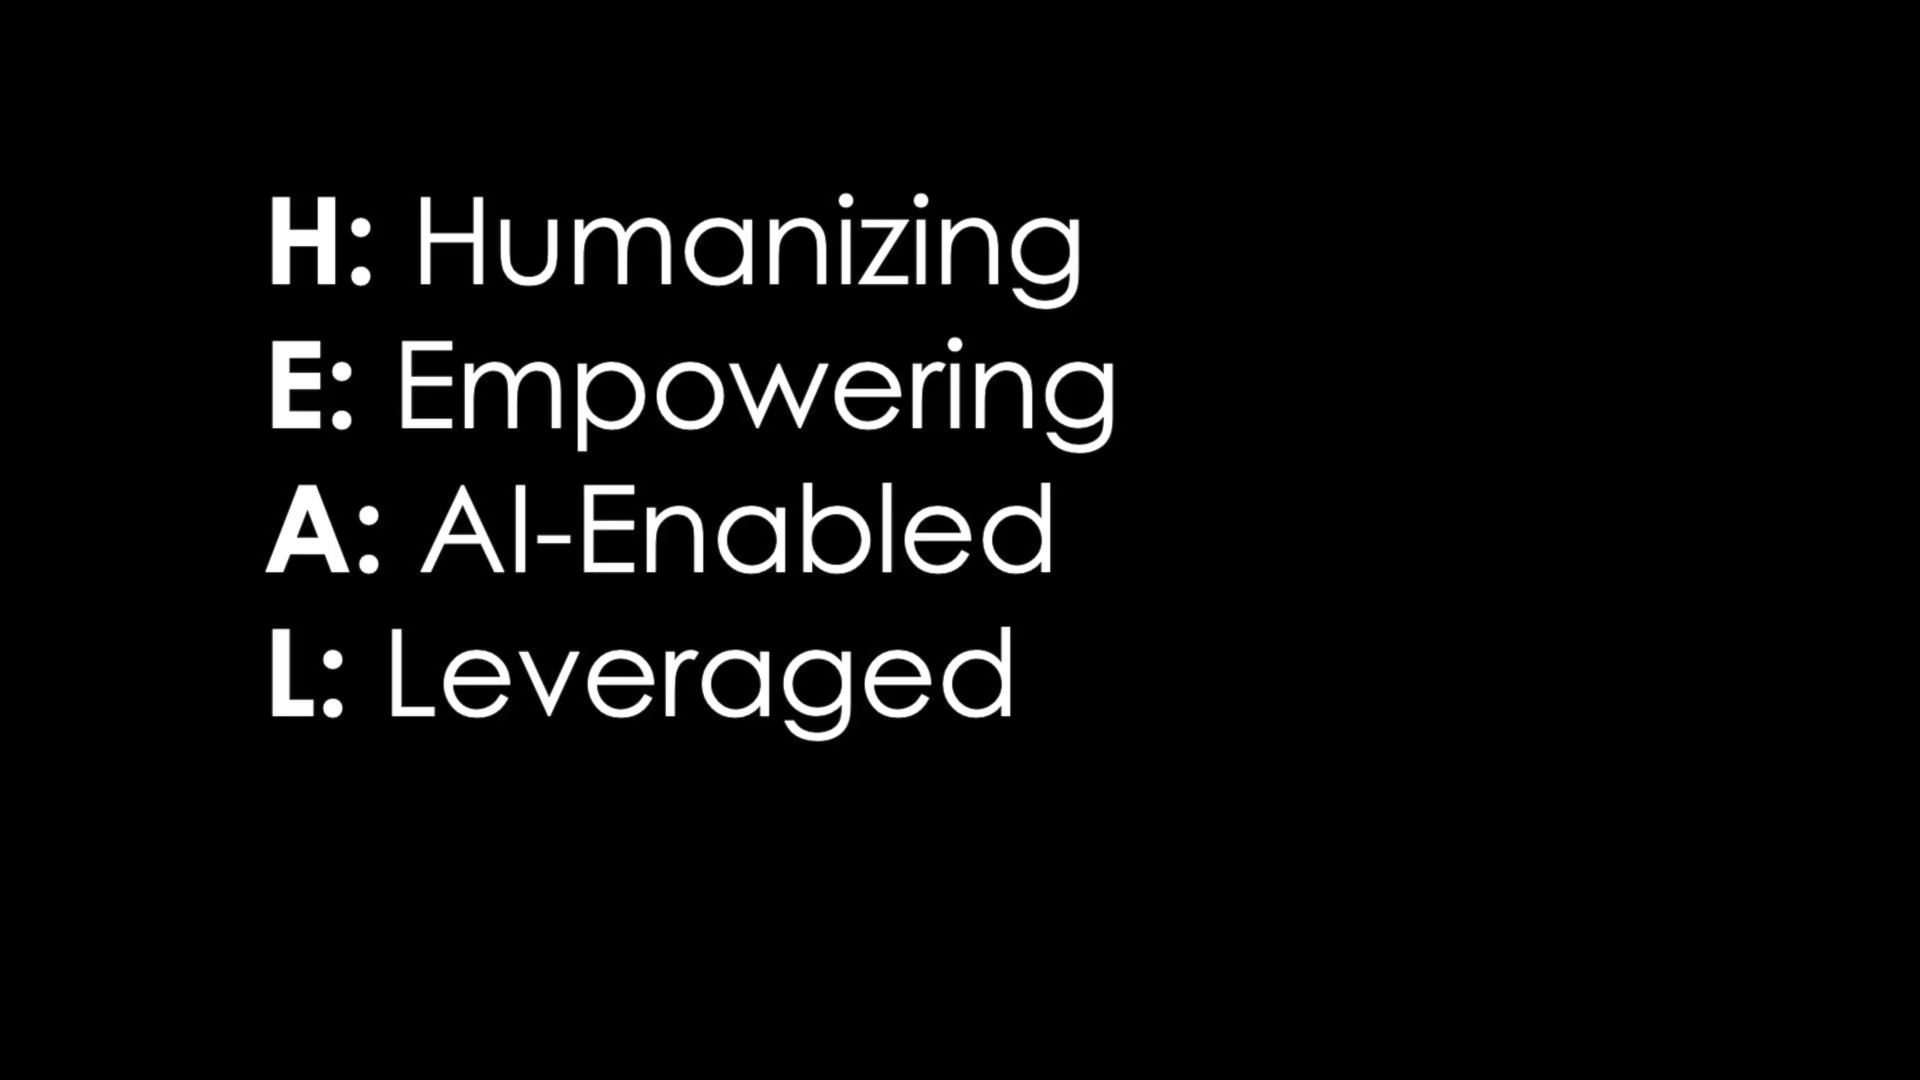 H: Humanizing
E: Empowering
A: AI-Enabled
L: Leveraged